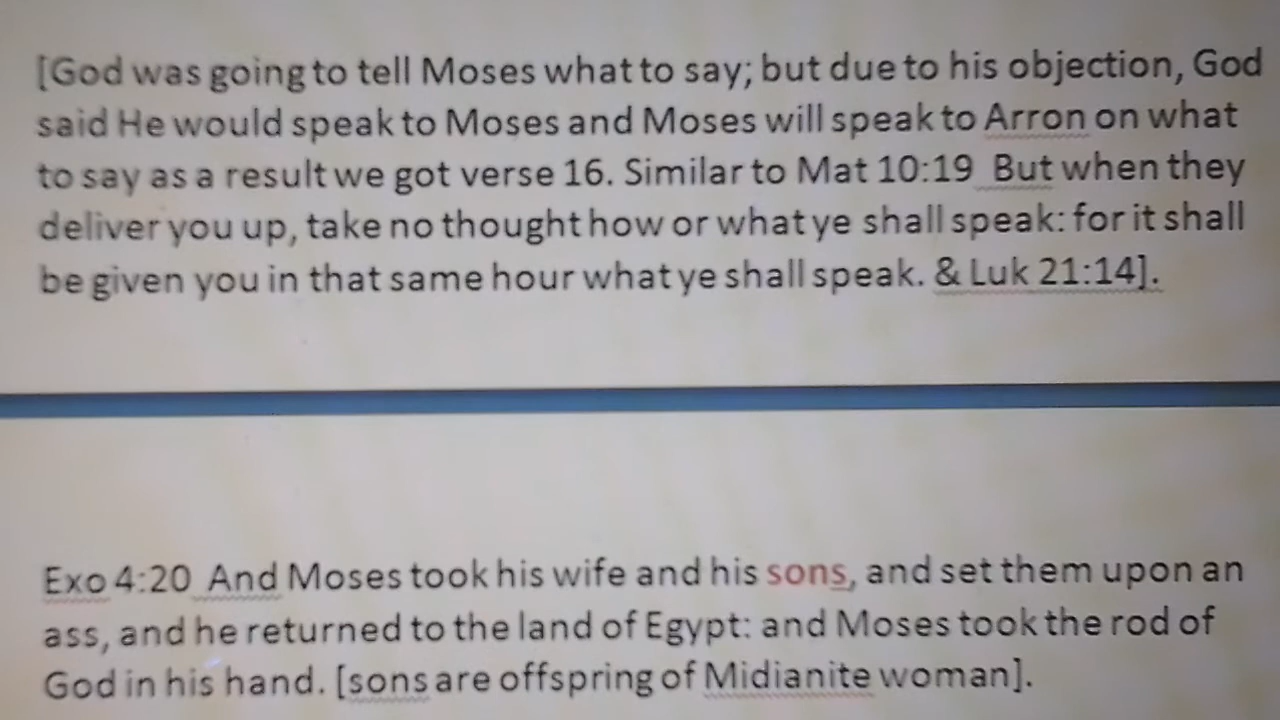 [God was going to tell Moses what to say; but due to his objection, God
said He would speak to Moses and Moses will speak to Arron on what
to say as a result we got verse 16. Similar to Mat 10:19  But when they
deliver you up, take no thought how or what ye shall speak: for it shall
be given you in that same hour what ye shall speak. & Luk 21:14].
Exo 4:20  And Moses took his wife and his sons, and set them upon an
ass, and he returned to the land of Egypt: and Moses took the rod of
God in his hand. [sons are offspring of Midianite woman].